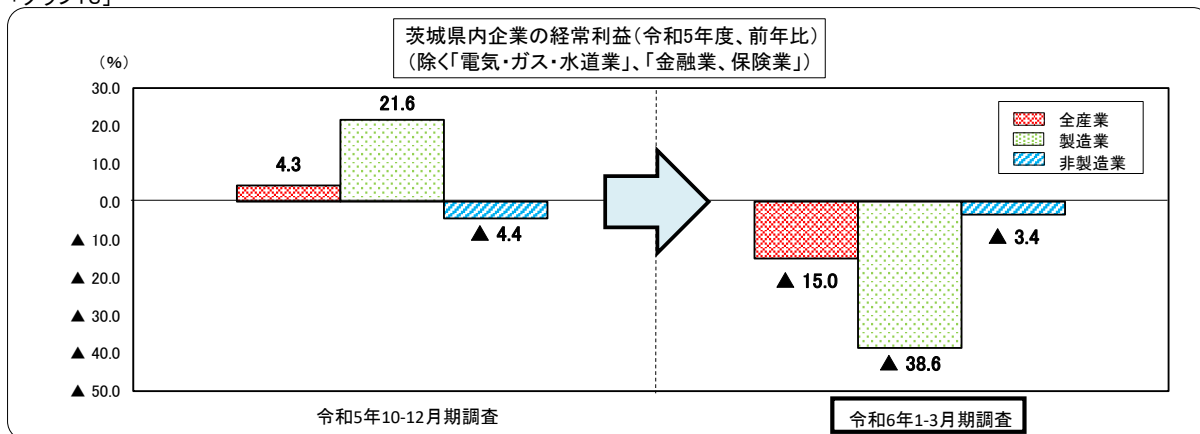 茨城県内企業の経常利益(令和5年度、前年比)
(除く「電気・ガス・水道業」、「金融業、保険業」)
(%)
30.0
20.0
10.0
0.0
▲ 10.0
▲ 20.0
▲ 30.0
▲ 40.0
▲ 50.0
4.3
21.6
▲ 4.4
▲ 15.0
▲ 38.6
▲ 3.4
全産業
製造業
非製造業
令和5年10-12月期調査
令和6年1-3月期調査